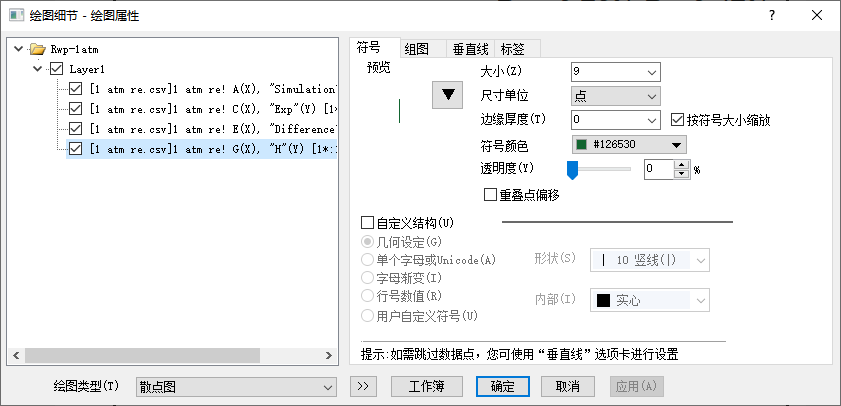 绘图细节 - 绘图属性
?
Rwp-1atm
Layer1
[1 atm re.csv]1 atm re! A(X), "Simulation
[1 atm re.csv]1 atm re! C(X), "Exp"(Y) [1*
[1 atm re.csv]1 atm re! E(X), "Difference
[1 atm re.csv]1 atm re! G(X), "H"(Y) [1*:
符号 组图 垂直线 标签
预览
大小(Z) 9
尺寸单位 点
边缘厚度(T) 0 按符号大小缩放
符号颜色 #126530
透明度(Y) 0 %
重叠点偏移
自定义结构(U)
几何设定(G)
单个字母或Unicode(A)
字母渐变(I)
行号数值(R)
用户自定义符号(U)
形状(S) | 10 竖线(|)
内部(I) 实心
提示:如需跳过数据点，您可使用“垂直线”选项卡进行设置
绘图类型(T) 散点图 >> 工作簿 确定 取消 应用(A)